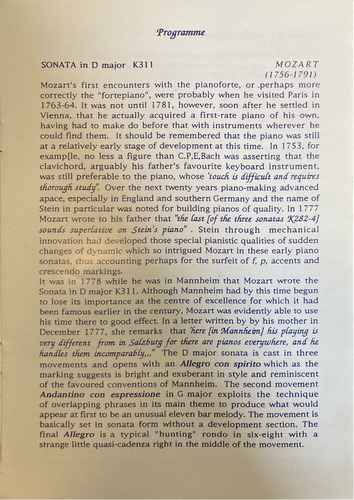 Programme
SONATA in D major K311 MOZART
(1756-1791)
Mozart's first encounters with the pianoforte, or .perhaps more
correctly the "fortepiano", were probably when he visited Paris in
1763-64. It was not until 1781, however, soon after he settled in
Vienna, that he actually acquired a first-rate piano of his own,
having had to make do before that with instruments wherever he
could find them. It should be remembered that the piano was still
at a relatively early stage of development at this time. In 1753, for
examp[le, no less a figure than C.P.E,Bach was asserting that the
clavichord, arguably his father's favourite keyboard instrument,
was still preferable to the piano, whose 'touch is difficult and requires
thorough study". Over the next twenty years piano-making advanced
apace, especially in England and southern Germany and the name of
Stein in particular was noted for building pianos of quality. In 1777
Mozart wrote to his father that "the last [of the three sonatas K282-4]
sounds superlative on Stein's piano" . Stein through mechanical
innovation had developed those special pianistic qualities of sudden
changes of dynamic which so intrigued Mozart in these early piano
sonatas, thus accounting perhaps for the surfeit of f, p, accents and
crescendo markings.
It was in 1778 while he was in Mannheim that Mozart wrote the
Sonata in D major K311. Although Mannheim had by this time begun
to lose its importance as the centre of excellence for which it had
been famous earlier in the century. Mozart was evidently able to use
his time there to good effect. In a letter written by by his mother in
December 1777, she remarks that 'here [in Mannheim] his playing is
very different from in Salzburg for there are pianos everywhere, and he
handles them incomparably,.." The D major sonata is cast in three
movements and opens with an Allegro con spirito which as the
marking suggests is bright and exuberant in style and reminiscent
of the favoured conventions of Mannheim. The second movement
Andantino con espressione in G major exploits the technique
of overlapping phrases in its main theme to produce what would
appear at first to be an unusual eleven bar melody. The movement is
basically set in sonata form without a development section. The
final Allegro is a typical "hunting" rondo in six-eight with a
strange little quasi-cadenza right in the middle of the movement.